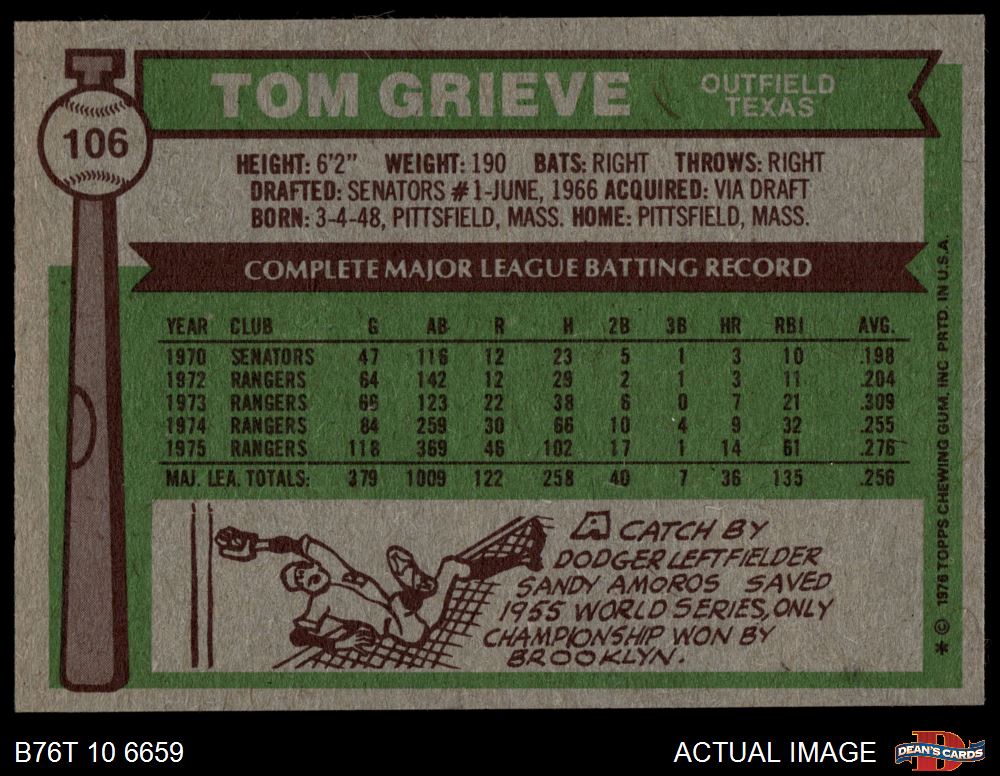 TOM GRIEVE
OUTFIELD
TEXAS
106
HEIGHT: 6'2" WEIGHT: 190 BATS: RIGHT THROWS: RIGHT
DRAFTED: SENATORS #1-JUNE, 1966 ACQUIRED: VIA DRAFT
BORN: 3-4-48, PITTSFIELD, MASS. HOME: PITTSFIELD, MASS.
COMPLETE MAJOR LEAGUE BATTING RECORD
YEAR CLUB G AB R H 2B 3B HR RBI AVG.
1970 SENATORS 47 116 12 23 5 1 3 10 .198
1972 RANGERS 64 142 12 29 2 1 3 11 .204
1973 RANGERS 66 123 22 38 6 0 7 21 .309
1974 RANGERS 84 259 30 66 10 4 9 32 .255
1975 RANGERS 118 369 46 102 17 1 14 61 .276
MAJ. LEA. TOTALS: 379 1009 122 258 40 7 36 135 .256
A CATCH BY
DODGER LEFTFIELDER
SANDY AMOROS SAVED
1955 WORLD SERIES, ONLY
CHAMPIONSHIP WON BY
BROOKLYN.
* © 1976 TOPPS CHEWING GUM, INC PRTD. IN U.S.A.
B76T 10 6659
ACTUAL IMAGE
DEAN'S CARDS